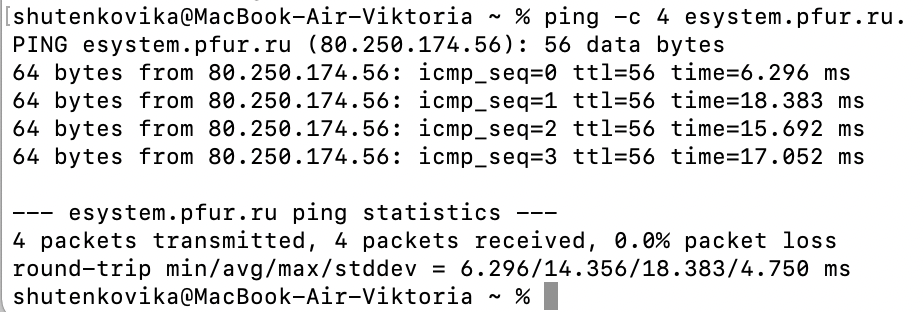 [shutenkovika@MacBook-Air-Viktoria ~ % ping -c 4 esystem.pfur.ru.
PING esystem.pfur.ru (80.250.174.56): 56 data bytes
64 bytes from 80.250.174.56: icmp_seq=0 ttl=56 time=6.296 ms
64 bytes from 80.250.174.56: icmp_seq=1 ttl=56 time=18.383 ms
64 bytes from 80.250.174.56: icmp_seq=2 ttl=56 time=15.692 ms
64 bytes from 80.250.174.56: icmp_seq=3 ttl=56 time=17.052 ms
--- esystem.pfur.ru ping statistics ---
4 packets transmitted, 4 packets received, 0.0% packet loss
round-trip min/avg/max/stddev = 6.296/14.356/18.383/4.750 ms
shutenkovika@MacBook-Air-Viktoria ~ %